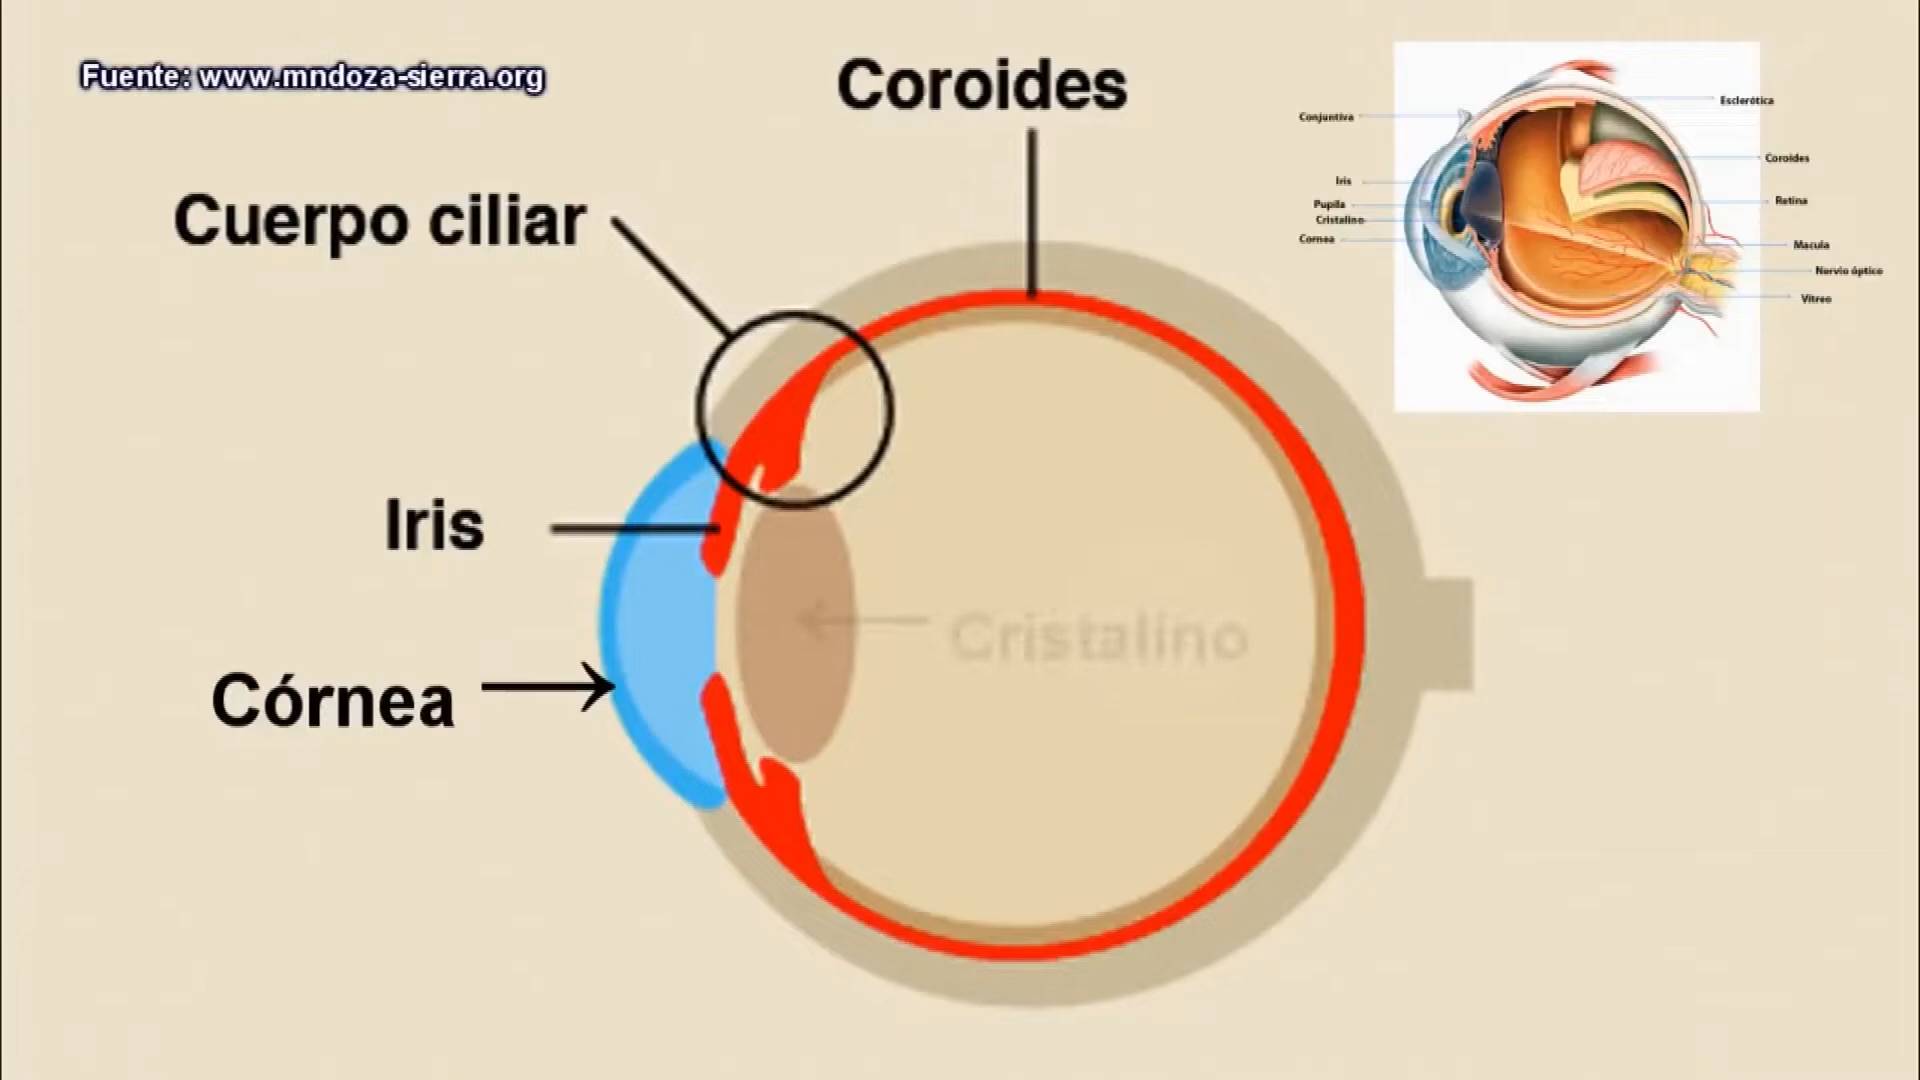 Fuente: www.mndoza-sierra.org
Coroides
Cuerpo ciliar
Iris
Córnea
Cristalino
Conjuntiva
Iris
Pupila
Cristalino
Cornea
Esclerótica
Coroides
Retina
Macula
Nervio óptico
Vitreo